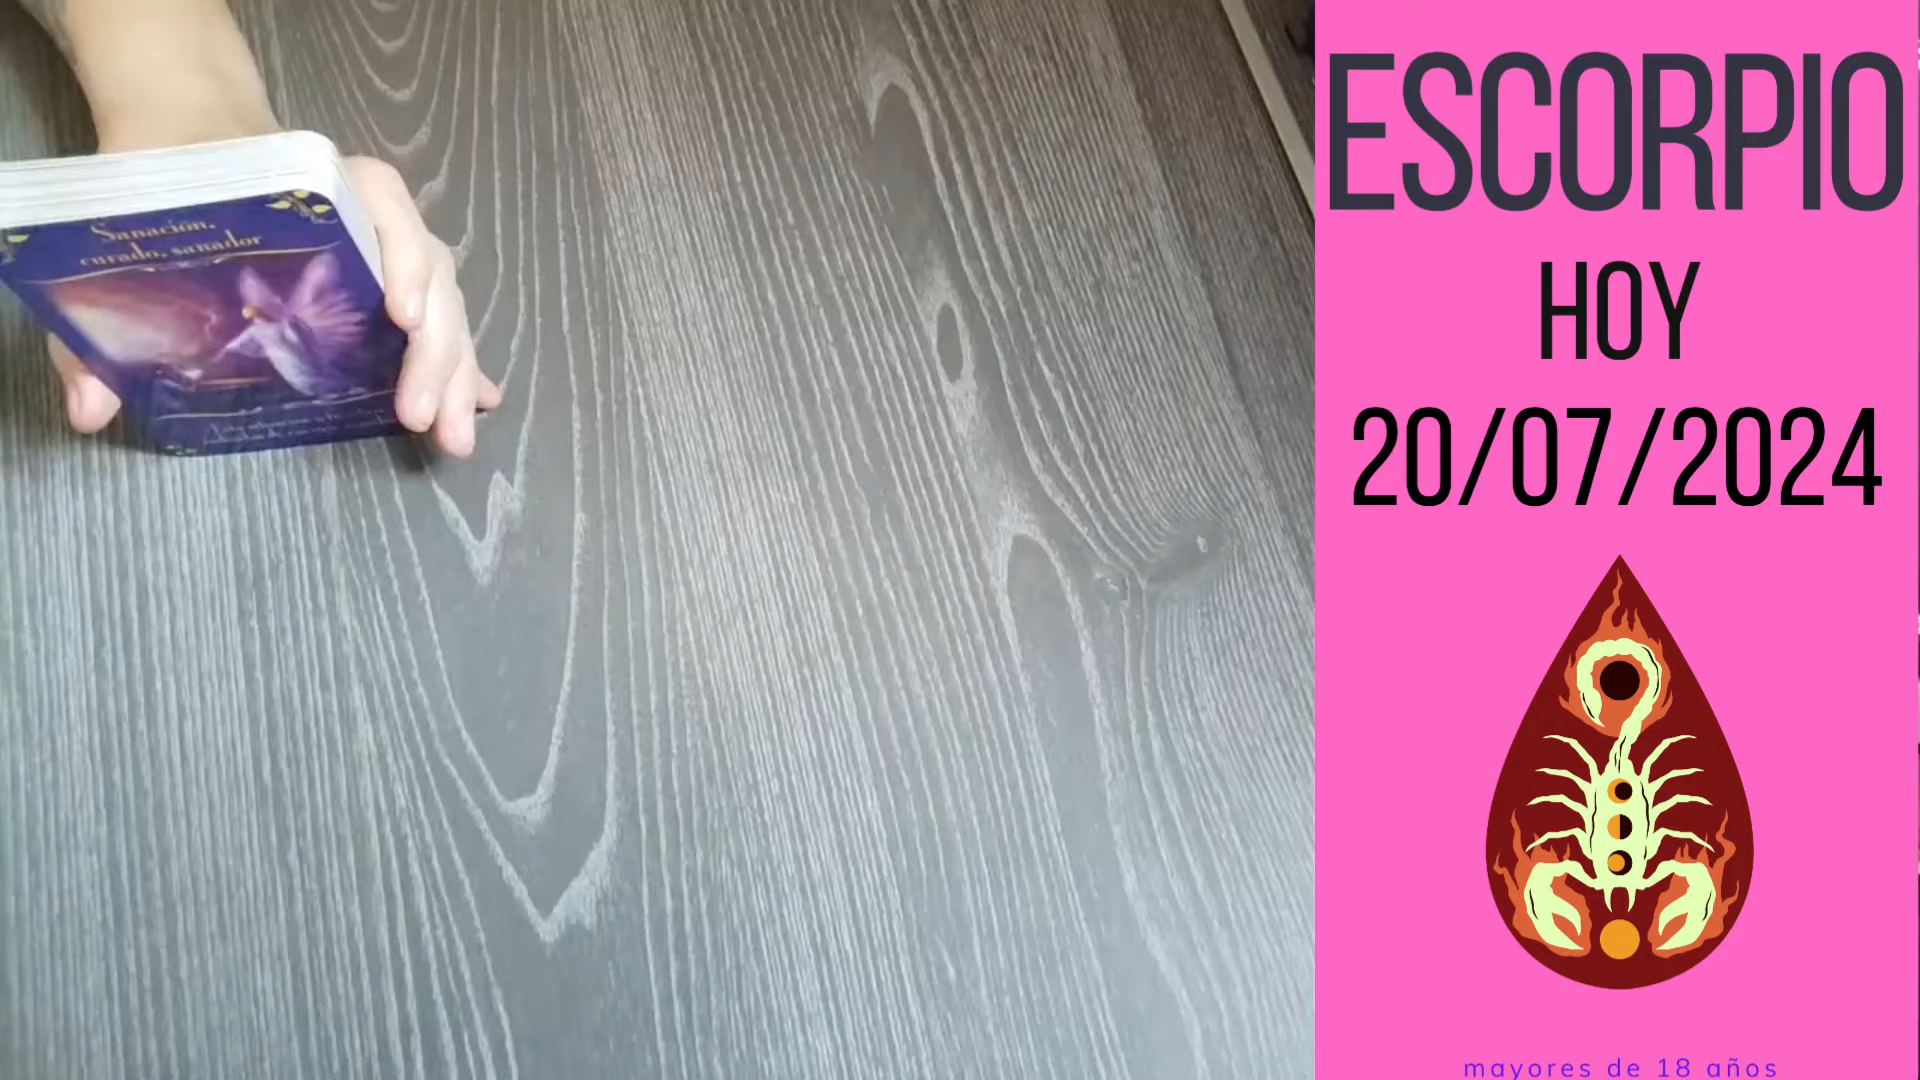 Sanación,
curado, sanador
ESCORPIO
HOY
20/07/2024
mayores de 18 años